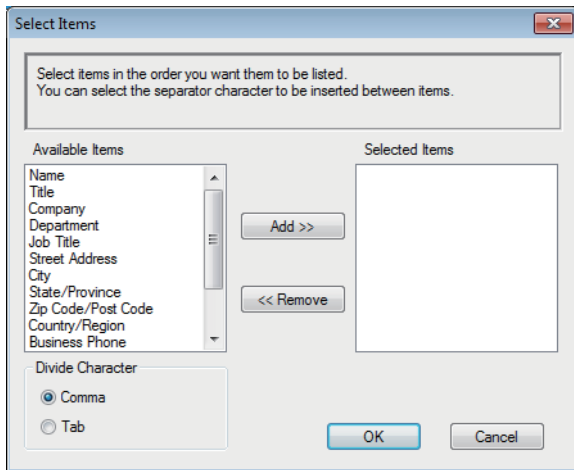 Select Items
Select items in the order you want them to be listed.
You can select the separator character to be inserted between items.
Available Items
Selected Items
Name
Title
Company
Department
Job Title
Street Address
City
State/Province
Zip Code/Post Code
Country/Region
Business Phone
Add >>
<< Remove
Divide Character
Comma
Tab
OK
Cancel